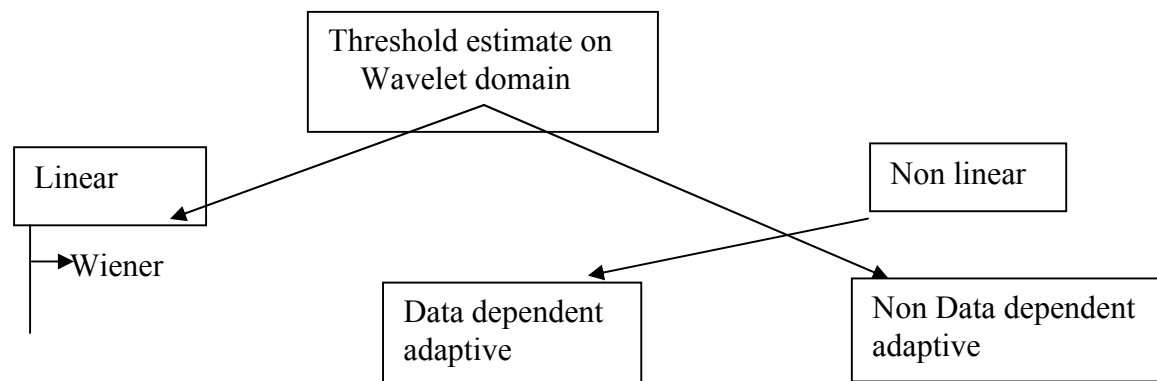 Threshold estimate on
Wavelet domain
Linear
Non linear
Wiener
Data dependent
adaptive
Non Data dependent
adaptive